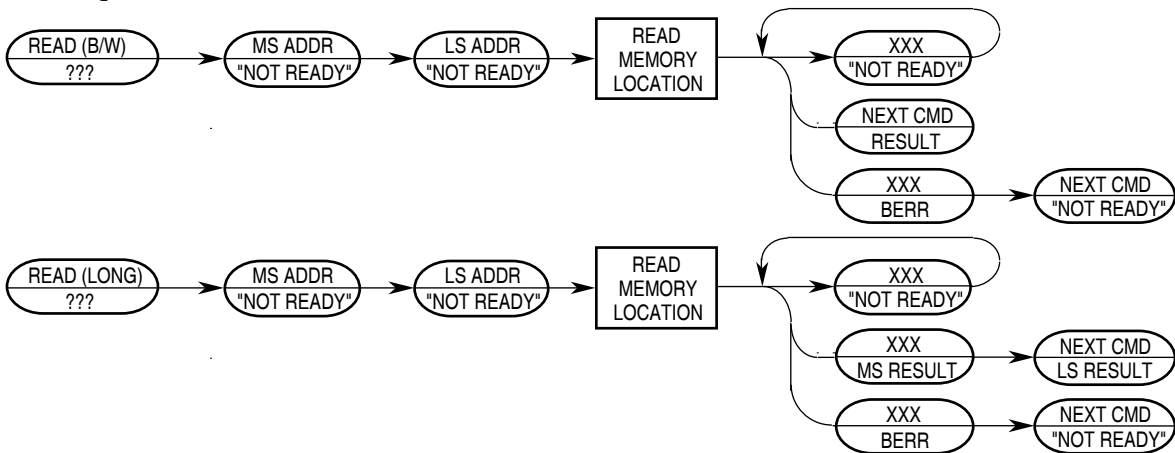 READ (B/W)
???
MS ADDR
"NOT READY"
LS ADDR
"NOT READY"
READ
MEMORY
LOCATION
XXX
"NOT READY"
NEXT CMD
RESULT
XXX
BERR
NEXT CMD
"NOT READY"
READ (LONG)
???
MS ADDR
"NOT READY"
LS ADDR
"NOT READY"
READ
MEMORY
LOCATION
XXX
"NOT READY"
XXX
MS RESULT
NEXT CMD
LS RESULT
XXX
BERR
NEXT CMD
"NOT READY"